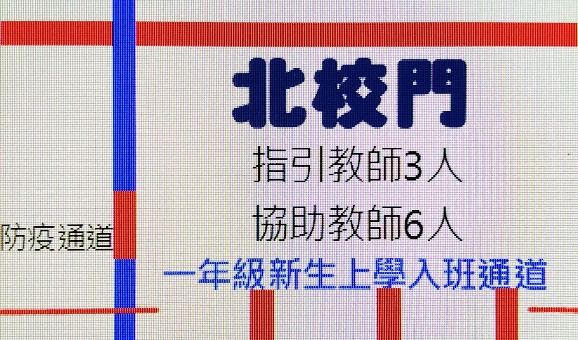 北校門
指引教師3人
協助教師6人
防疫通道
一年級新生上學入班通道